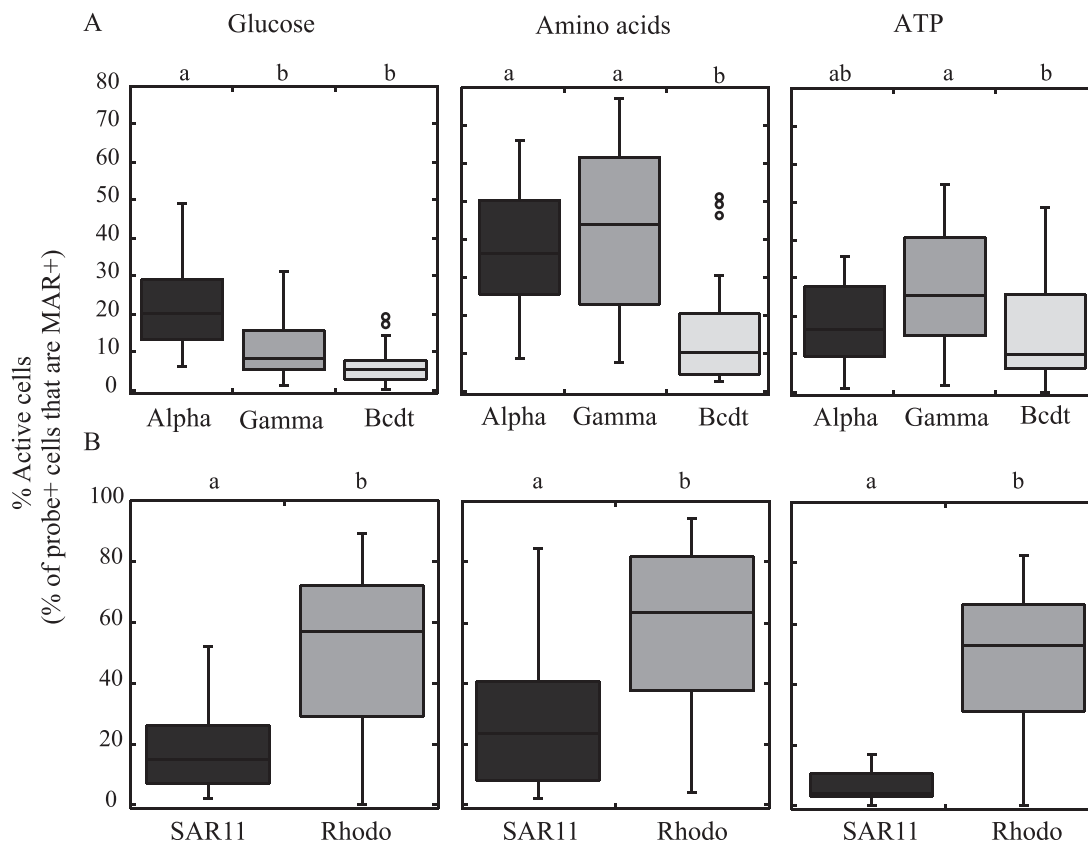 A
Glucose
Amino acids
ATP
a b b
a a b
ab a b
80
70
60
50
40
30
20
10
0
Alpha Gamma Bcdt
Alpha Gamma Bcdt
Alpha Gamma Bcdt
% Active cells
(% of probe+ cells that are MAR+)
B
a b
a b
a b
100
80
60
40
20
0
SAR11 Rhodo
SAR11 Rhodo
SAR11 Rhodo